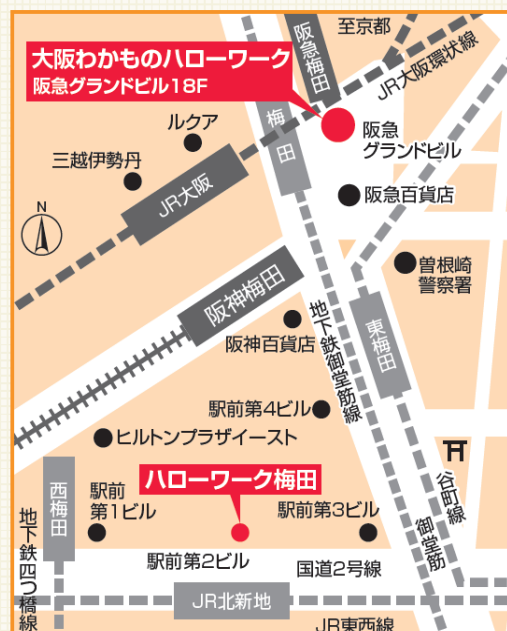 至京都
阪急梅田
JR大阪環状線
大阪わかものハローワーク
阪急グランドビル18F
梅田
阪急
グランドビル
ルクア
三越伊勢丹
JR大阪
阪急百貨店
N
曽根崎
警察署
阪神梅田
地下鉄御堂筋線
東梅田
阪神百貨店
駅前第4ビル
ヒルトンプラザイースト
西梅田
駅前
第1ビル
ハローワーク梅田
駅前第3ビル
谷町線
御堂筋
地下鉄四つ橋線
駅前第2ビル
国道2号線
JR北新地
JR東西線